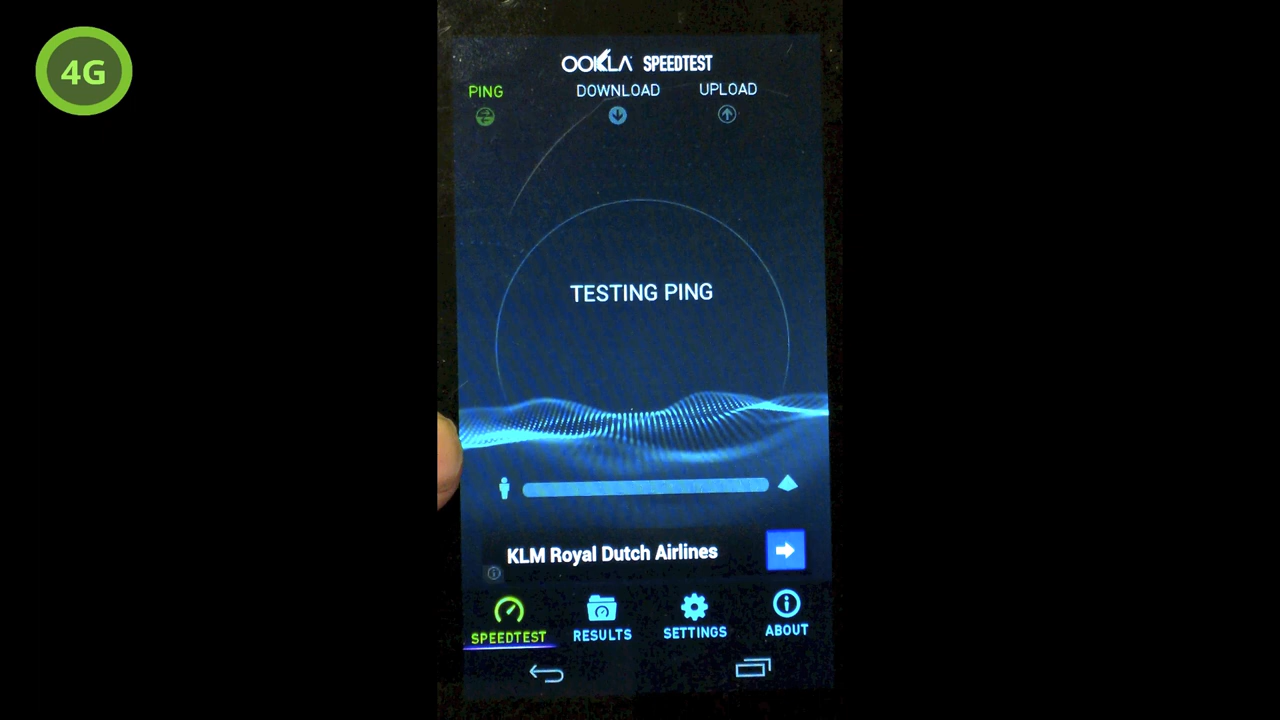 4G
OOKLA SPEEDTEST
PING DOWNLOAD UPLOAD
TESTING PING
KLM Royal Dutch Airlines
SPEEDTEST RESULTS SETTINGS ABOUT